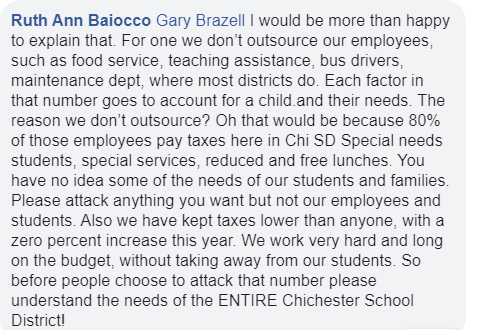 Ruth Ann Baiocco Gary Brazell I would be more than happy
to explain that. For one we don't outsource our employees,
such as food service, teaching assistance, bus drivers,
maintenance dept, where most districts do. Each factor in
that number goes to account for a child.and their needs. The
reason we don't outsource? Oh that would be because 80%
of those employees pay taxes here in Chi SD Special needs
students, special services, reduced and free lunches. You
have no idea some of the needs of our students and families.
Please attack anything you want but not our employees and
students. Also we have kept taxes lower than anyone, with a
zero percent increase this year. We work very hard and long
on the budget, without taking away from our students. So
before people choose to attack that number please
understand the needs of the ENTIRE Chichester School
District!